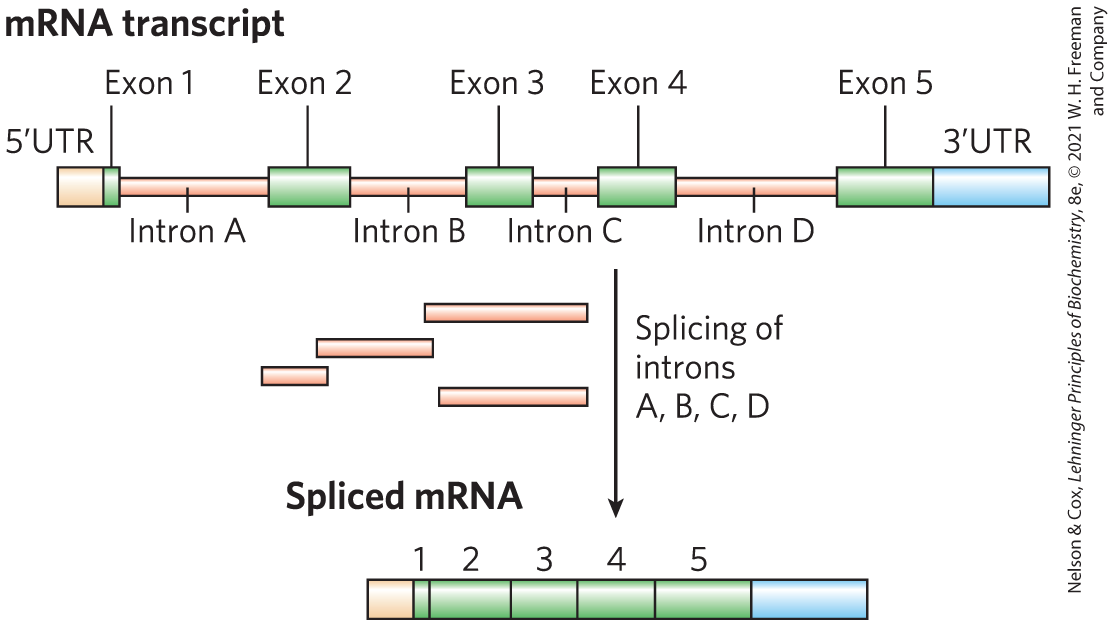 mRNA transcript
Exon 1
Exon 2
Exon 3
Exon 4
Exon 5
5'UTR
3'UTR
Intron A
Intron B
Intron C
Intron D
Splicing of
introns
A, B, C, D
Spliced mRNA
1
2
3
4
5
Nelson & Cox, Lehninger Principles of Biochemistry, 8e, © 2021 W. H. Freeman
and Company